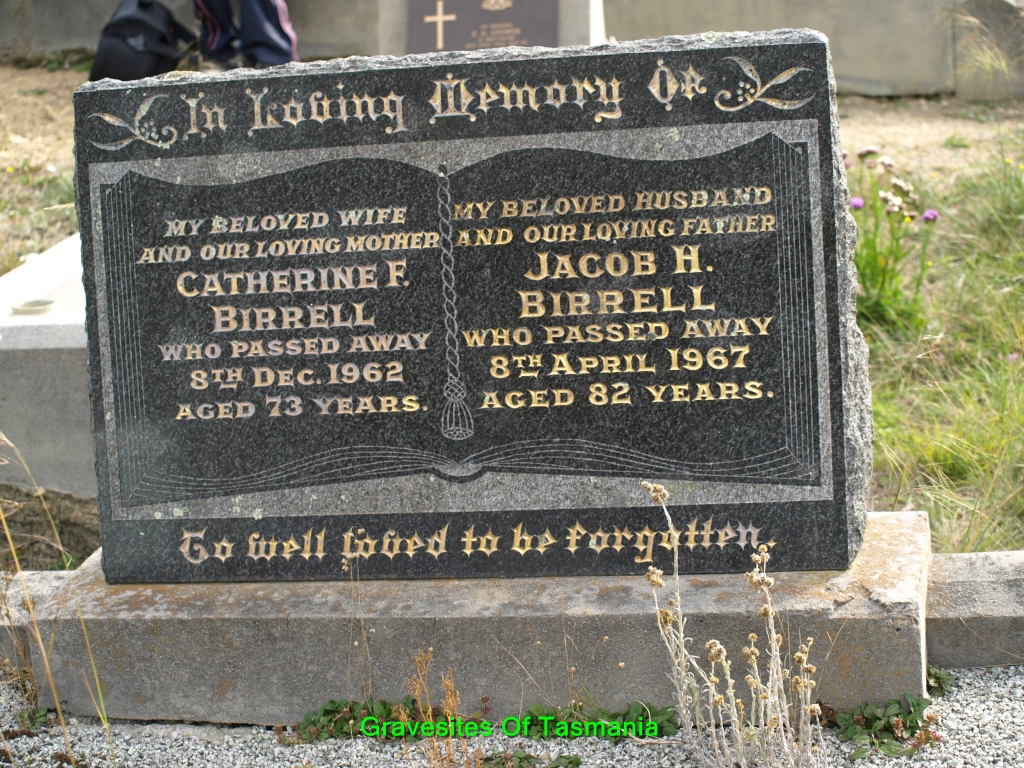 In Loving Memory Of
MY BELOVED WIFE
AND OUR LOVING MOTHER
CATHERINE F.
BIRRELL
WHO PASSED AWAY
8TH DEC. 1962
AGED 73 YEARS.
MY BELOVED HUSBAND
AND OUR LOVING FATHER
JACOB H.
BIRRELL
WHO PASSED AWAY
8TH APRIL 1967
AGED 82 YEARS.
So well loved to be forgotten.
Gravesites Of Tasmania